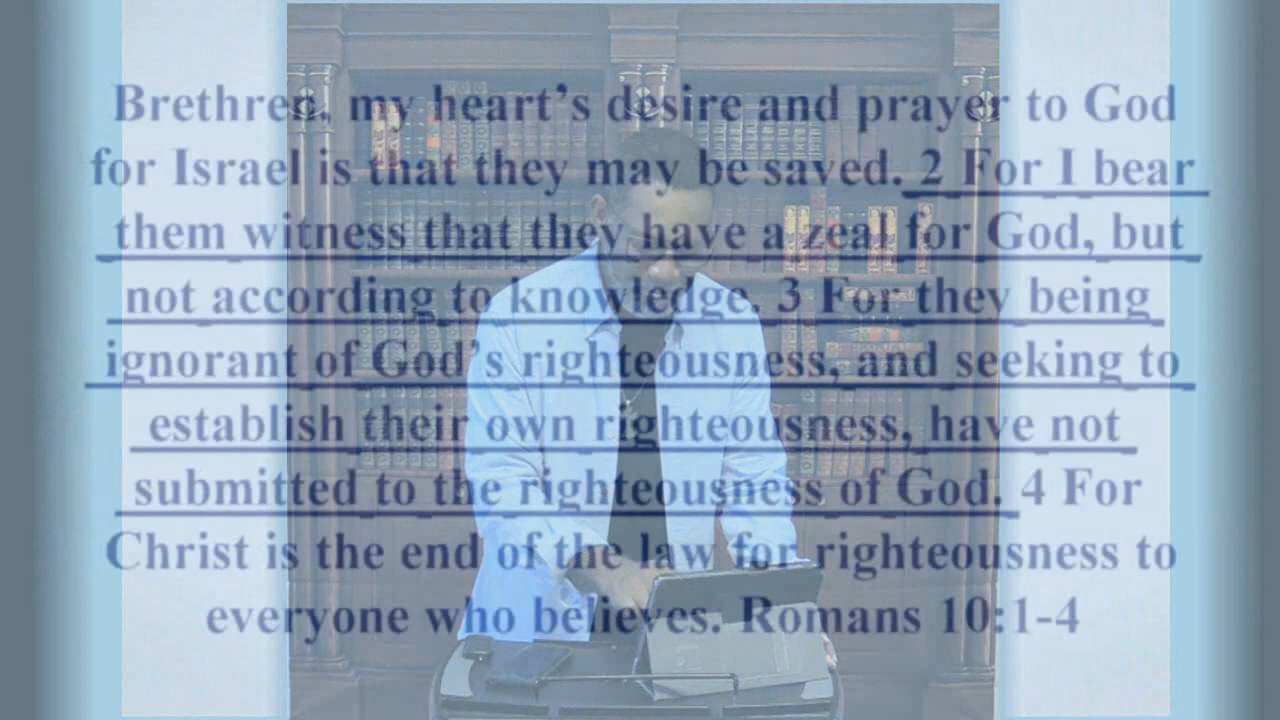 Brethren, my heart's desire and prayer to God
for Israel is that they may be saved. 2 For I bear
them witness that they have a zeal for God, but
not according to knowledge. 3 For they being
ignorant of God's righteousness, and seeking to
establish their own righteousness, have not
submitted to the righteousness of God. 4 For
Christ is the end of the law for righteousness to
everyone who believes. Romans 10:1-4